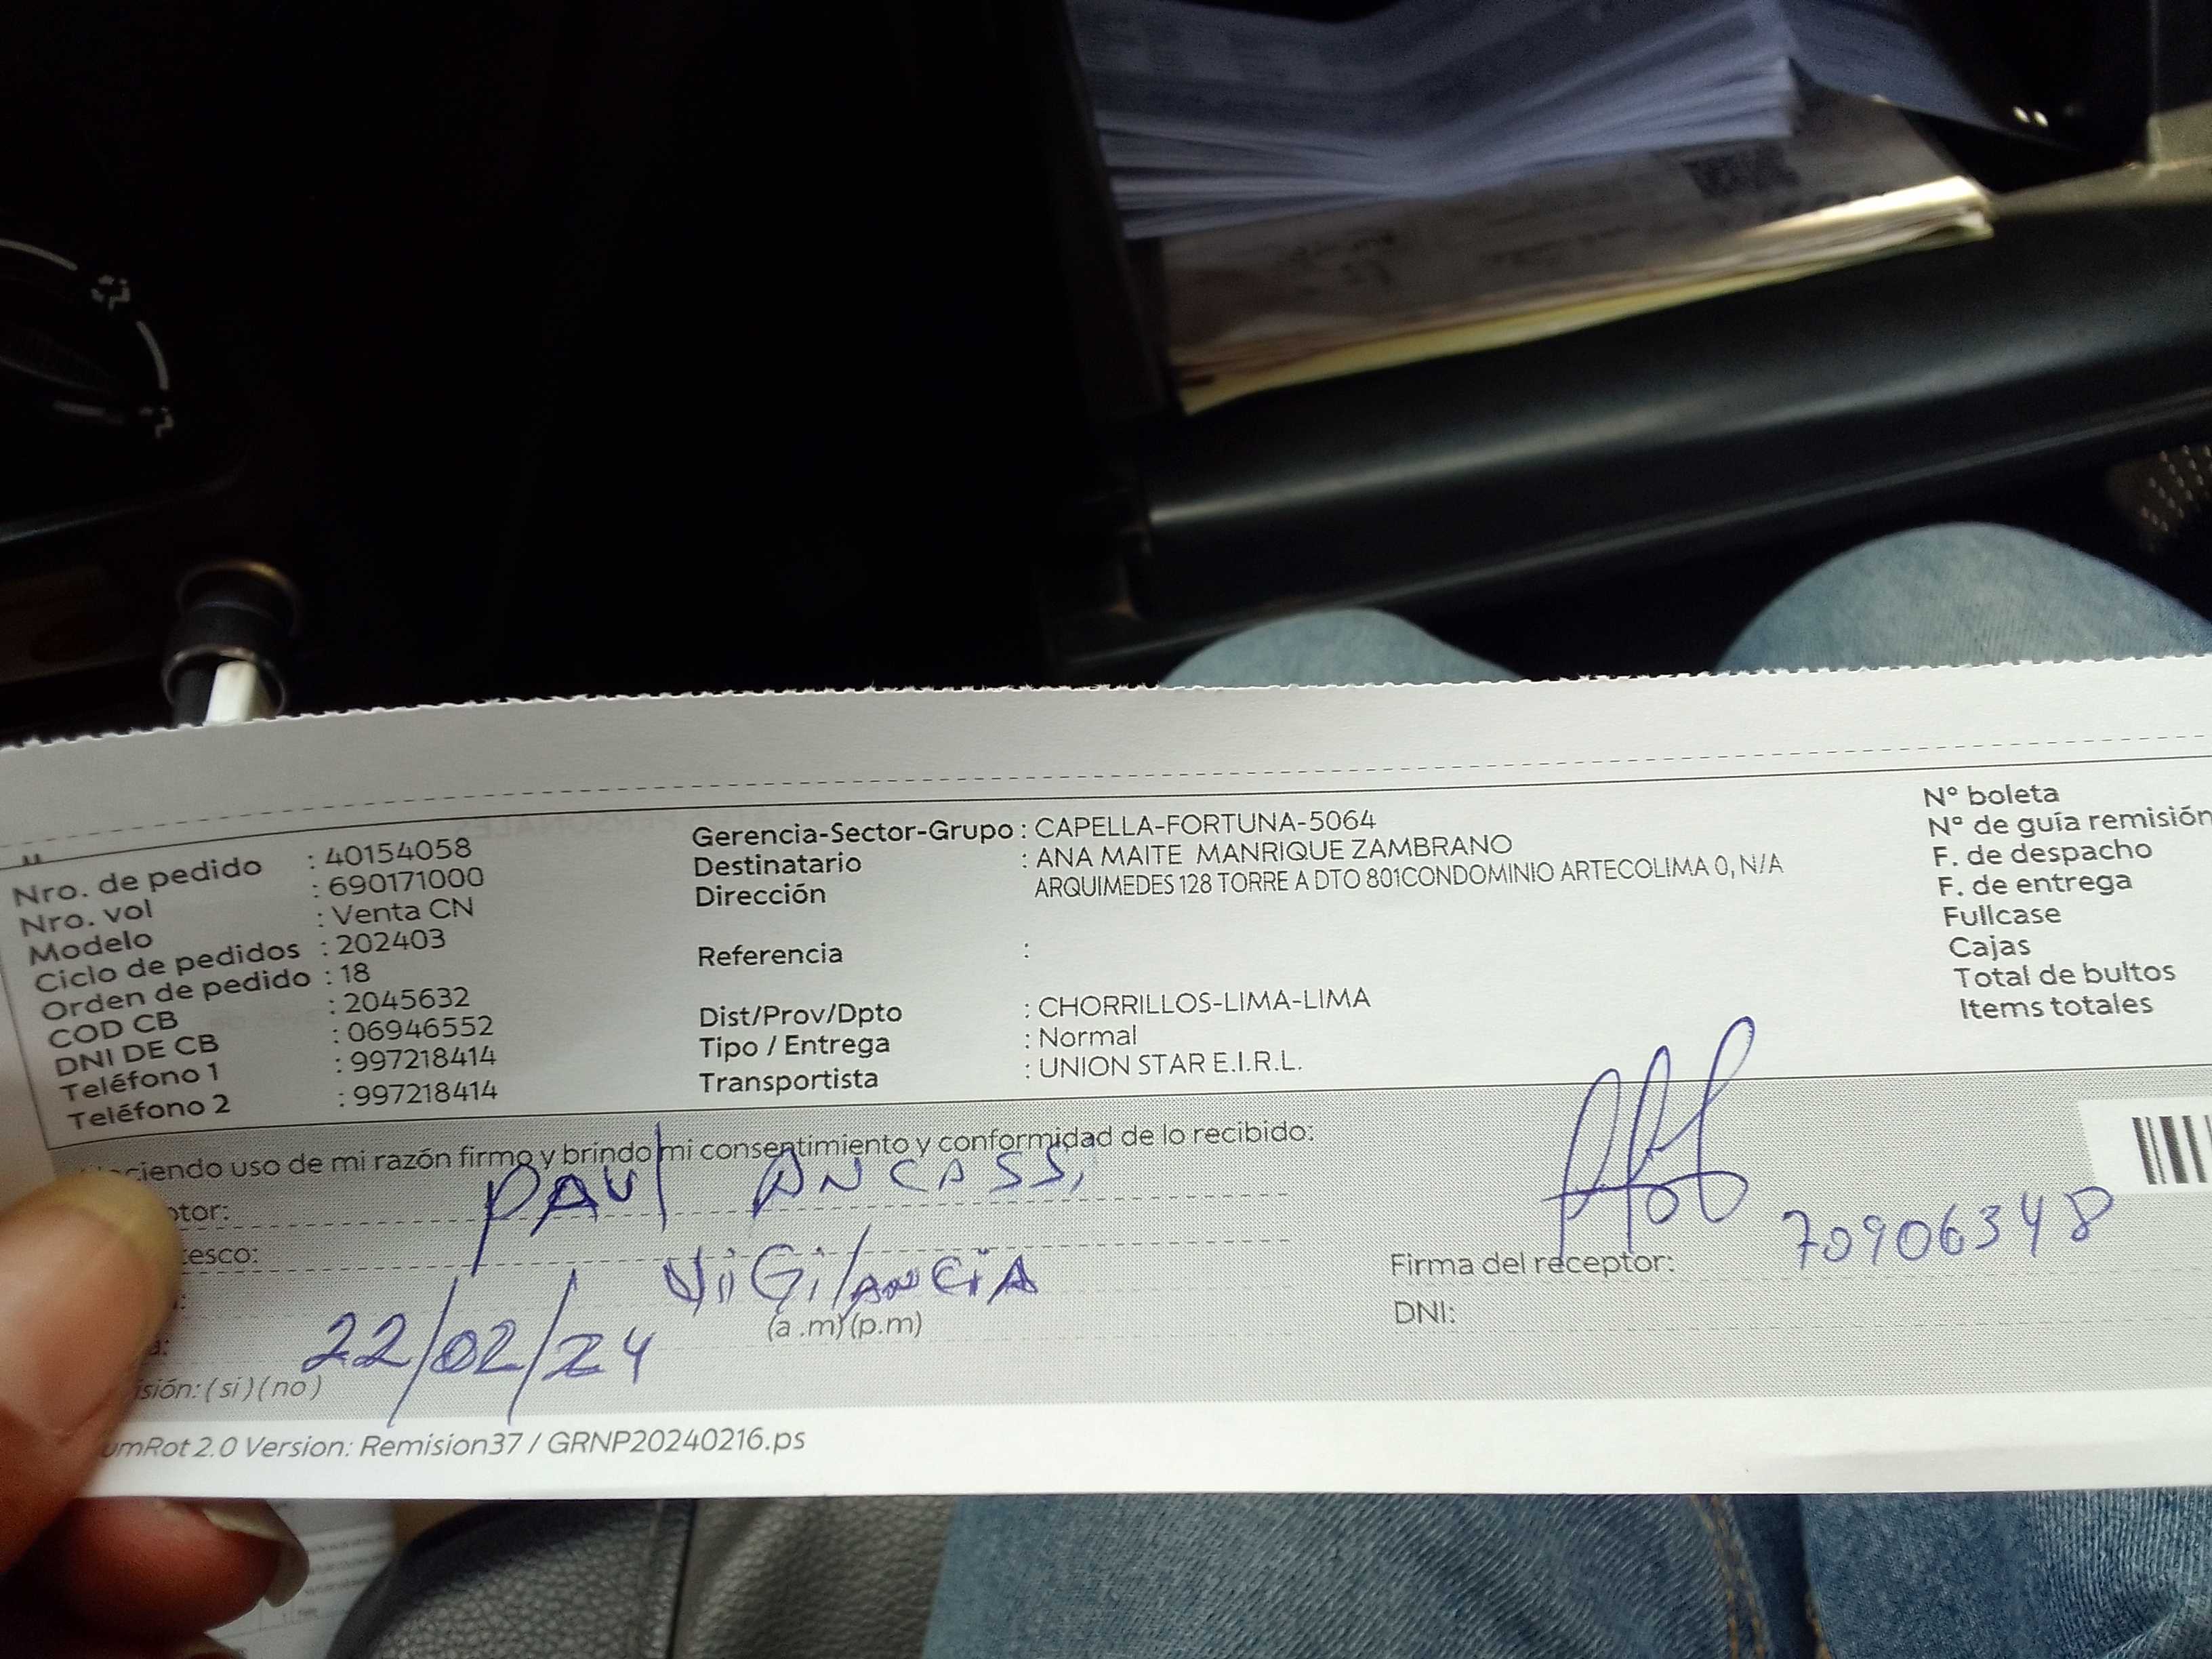 Nro. de pedido : 40154058
Nro. vol : 690171000
Modelo : Venta CN
Ciclo de pedidos : 202403
Orden de pedido : 18
COD CB : 2045632
DNI DE CB : 06946552
Teléfono 1 : 997218414
Teléfono 2 : 997218414
Gerencia-Sector-Grupo : CAPELLA-FORTUNA-5064
Destinatario : ANA MAITE MANRIQUE ZAMBRANO
Dirección ARQUIMEDES 128 TORRE A DTO 801CONDOMINIO ARTECOLIMA 0, N/A
Referencia :
Dist/Prov/Dpto : CHORRILLOS-LIMA-LIMA
Tipo / Entrega : Normal
Transportista : UNION STAR E.I.R.L.
N° boleta
N° de guía remisión
F. de despacho
F. de entrega
Fullcase
Cajas
Total de bultos
Items totales
ciendo uso de mi razón firmo y brindo mi consentimiento y conformidad de lo recibido:
ptor: PAUL ANCASSI
tesco: ViGilANCiA
22/02/24 (a.m)(p.m)
isión: (si) (no)
Firma del receptor: 70906348
DNI:
umRot 2.0 Version: Remision37 / GRNP20240216.ps